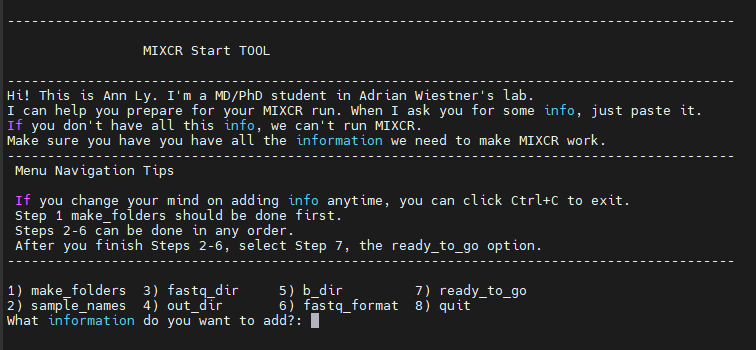 --------------------------------------------------------------------------------------------
MIXCR Start TOOL
--------------------------------------------------------------------------------------------
Hi! This is Ann Ly. I'm a MD/PhD student in Adrian Wiestner's lab.
I can help you prepare for your MIXCR run. When I ask you for some info, just paste it.
If you don't have all this info, we can't run MIXCR.
Make sure you have you have all the information we need to make MIXCR work.
--------------------------------------------------------------------------------------------
Menu Navigation Tips
If you change your mind on adding info anytime, you can click Ctrl+C to exit.
Step 1 make_folders should be done first.
Steps 2-6 can be done in any order.
After you finish Steps 2-6, select Step 7, the ready_to_go option.
--------------------------------------------------------------------------------------------
1) make_folders  3) fastq_dir     5) b_dir         7) ready_to_go
2) sample_names  4) out_dir       6) fastq_format  8) quit
What information do you want to add?: